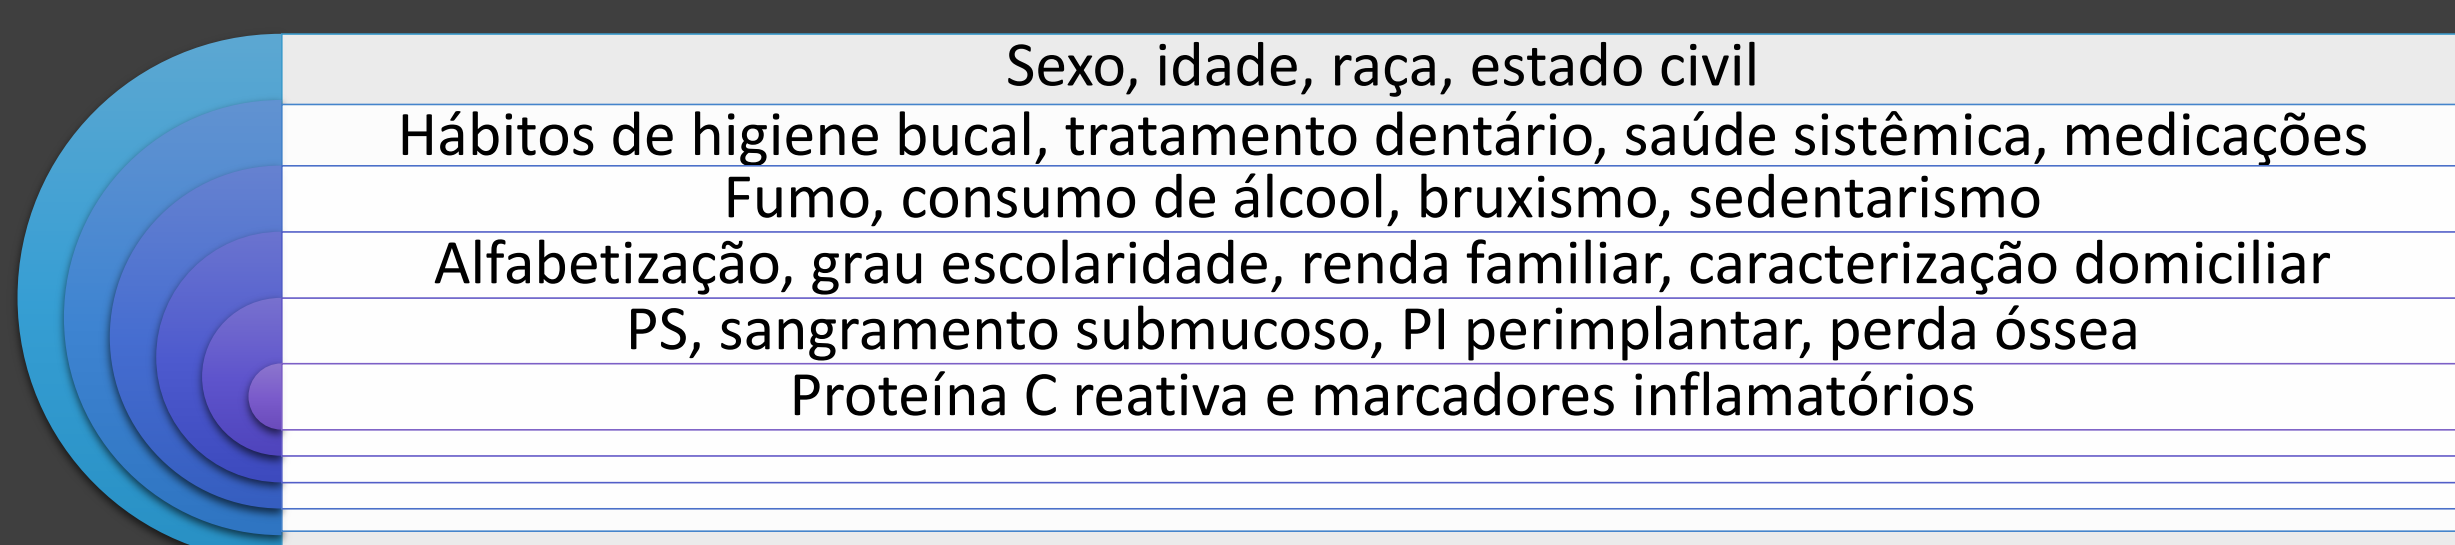 Sexo, idade, raça, estado civil
Hábitos de higiene bucal, tratamento dentário, saúde sistêmica, medicações
Fumo, consumo de álcool, bruxismo, sedentarismo
Alfabetização, grau escolaridade, renda familiar, caracterização domiciliar
PS, sangramento submucoso, PI perimplantar, perda óssea
Proteína C reativa e marcadores inflamatórios